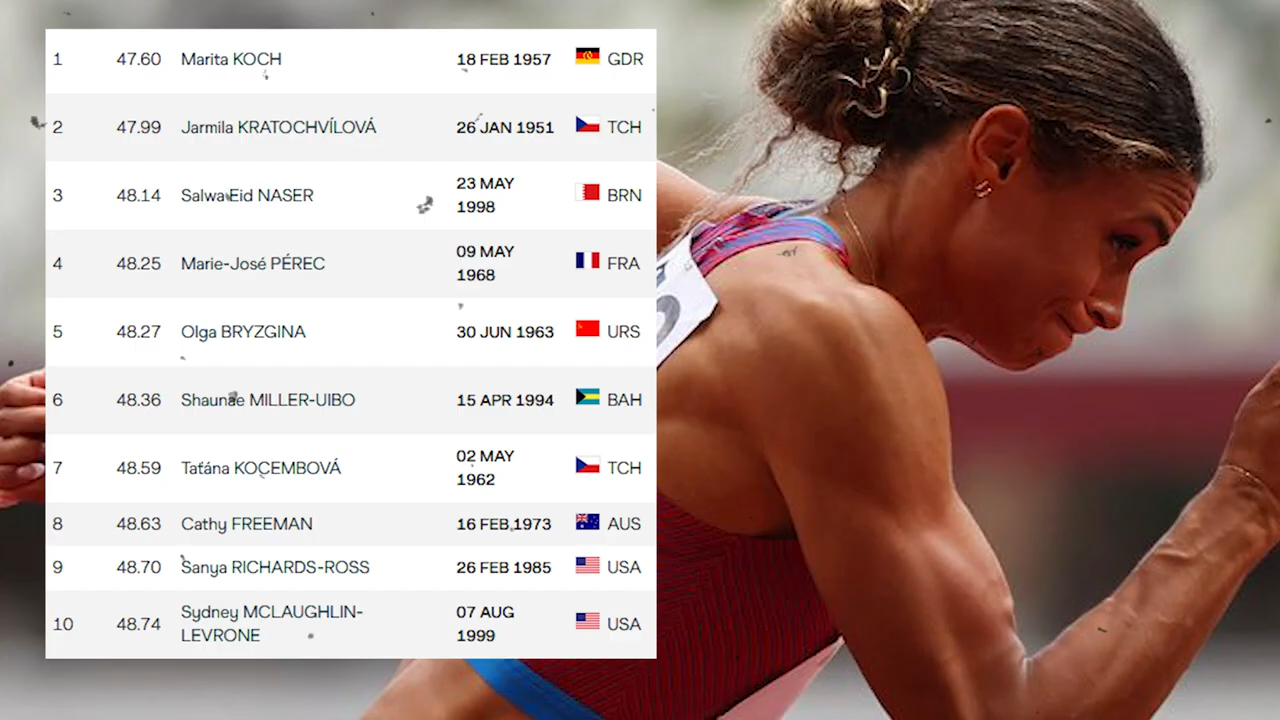 1 47.60 Marita KOCH 18 FEB 1957 GDR
2 47.99 Jarmila KRATOCHVÍLOVÁ 26 JAN 1951 TCH
3 48.14 Salwa Eid NASER 23 MAY 1998 BRN
4 48.25 Marie-José PÉREC 09 MAY 1968 FRA
5 48.27 Olga BRYZGINA 30 JUN 1963 URS
6 48.36 Shaunae MILLER-UIBO 15 APR 1994 BAH
7 48.59 Taťána KOCEMBOVÁ 02 MAY 1962 TCH
8 48.63 Cathy FREEMAN 16 FEB 1973 AUS
9 48.70 Sanya RICHARDS-ROSS 26 FEB 1985 USA
10 48.74 Sydney MCLAUGHLIN-LEVRONE 07 AUG 1999 USA